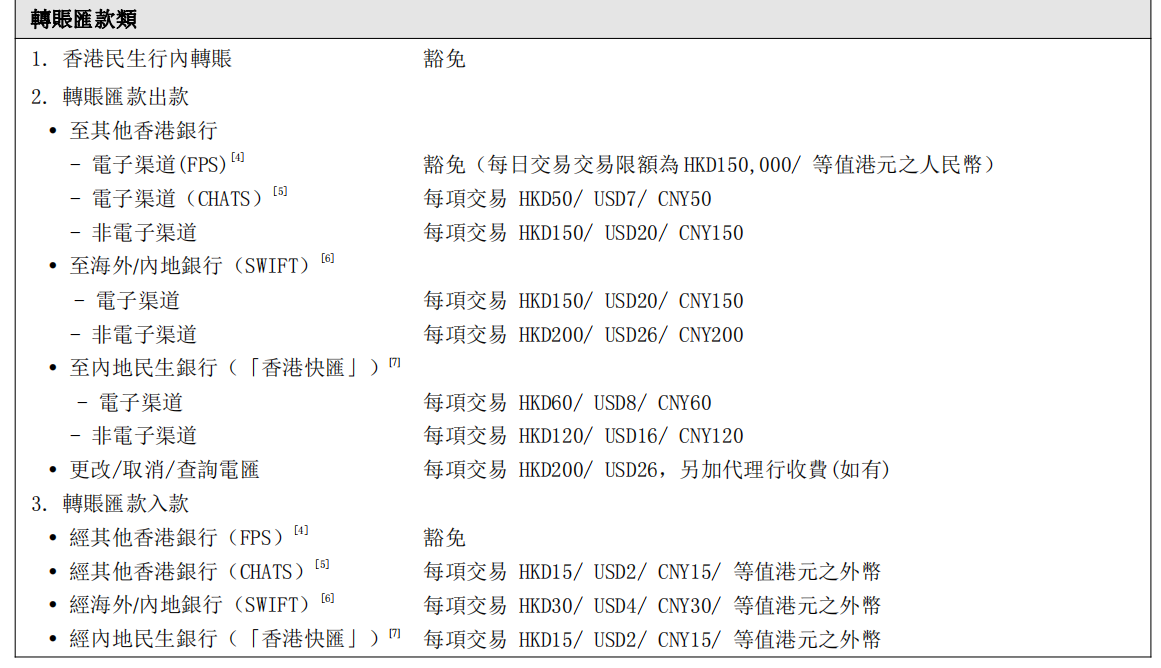 轉賬匯款類
1. 香港民生行內轉賬 豁免
2. 轉賬匯款出款
• 至其他香港銀行
- 電子渠道(FPS)[4] 豁免（每日交易交易限額為HKD150,000/ 等值港元之人民幣）
- 電子渠道（CHATS）[5] 每項交易 HKD50/ USD7/ CNY50
- 非電子渠道 每項交易 HKD150/ USD20/ CNY150
• 至海外/內地銀行（SWIFT）[6]
- 電子渠道 每項交易 HKD150/ USD20/ CNY150
- 非電子渠道 每項交易 HKD200/ USD26/ CNY200
• 至內地民生銀行（「香港快匯」）[7]
- 電子渠道 每項交易 HKD60/ USD8/ CNY60
- 非電子渠道 每項交易 HKD120/ USD16/ CNY120
• 更改/取消/查詢電匯 每項交易 HKD200/ USD26，另加代理行收費(如有)
3. 轉賬匯款入款
• 經其他香港銀行（FPS）[4] 豁免
• 經其他香港銀行（CHATS）[5] 每項交易 HKD15/ USD2/ CNY15/ 等值港元之外幣
• 經海外/內地銀行（SWIFT）[6] 每項交易 HKD30/ USD4/ CNY30/ 等值港元之外幣
• 經內地民生銀行（「香港快匯」）[7] 每項交易 HKD15/ USD2/ CNY15/ 等值港元之外幣